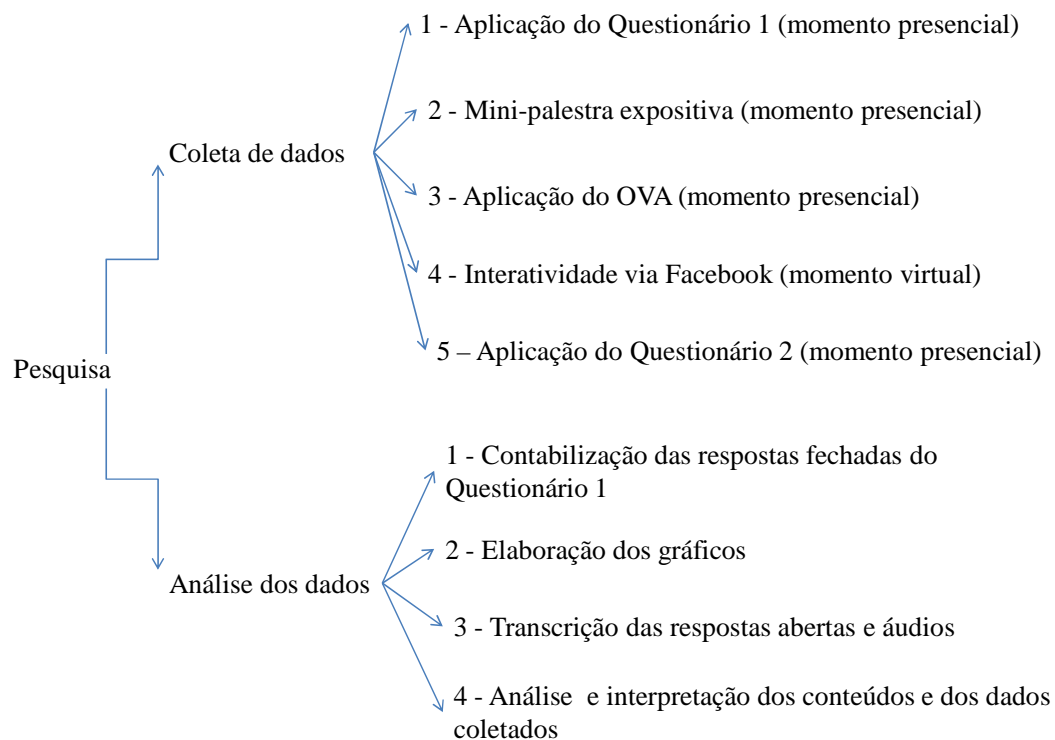 1 - Aplicação do Questionário 1 (momento presencial)
2 - Mini-palestra expositiva (momento presencial)
Coleta de dados
3 - Aplicação do OVA (momento presencial)
4 - Interatividade via Facebook (momento virtual)
5 – Aplicação do Questionário 2 (momento presencial)
Pesquisa
1 - Contabilização das respostas fechadas do
Questionário 1
2 - Elaboração dos gráficos
Análise dos dados
3 - Transcrição das respostas abertas e áudios
4 - Análise  e interpretação dos conteúdos e dos dados
coletados